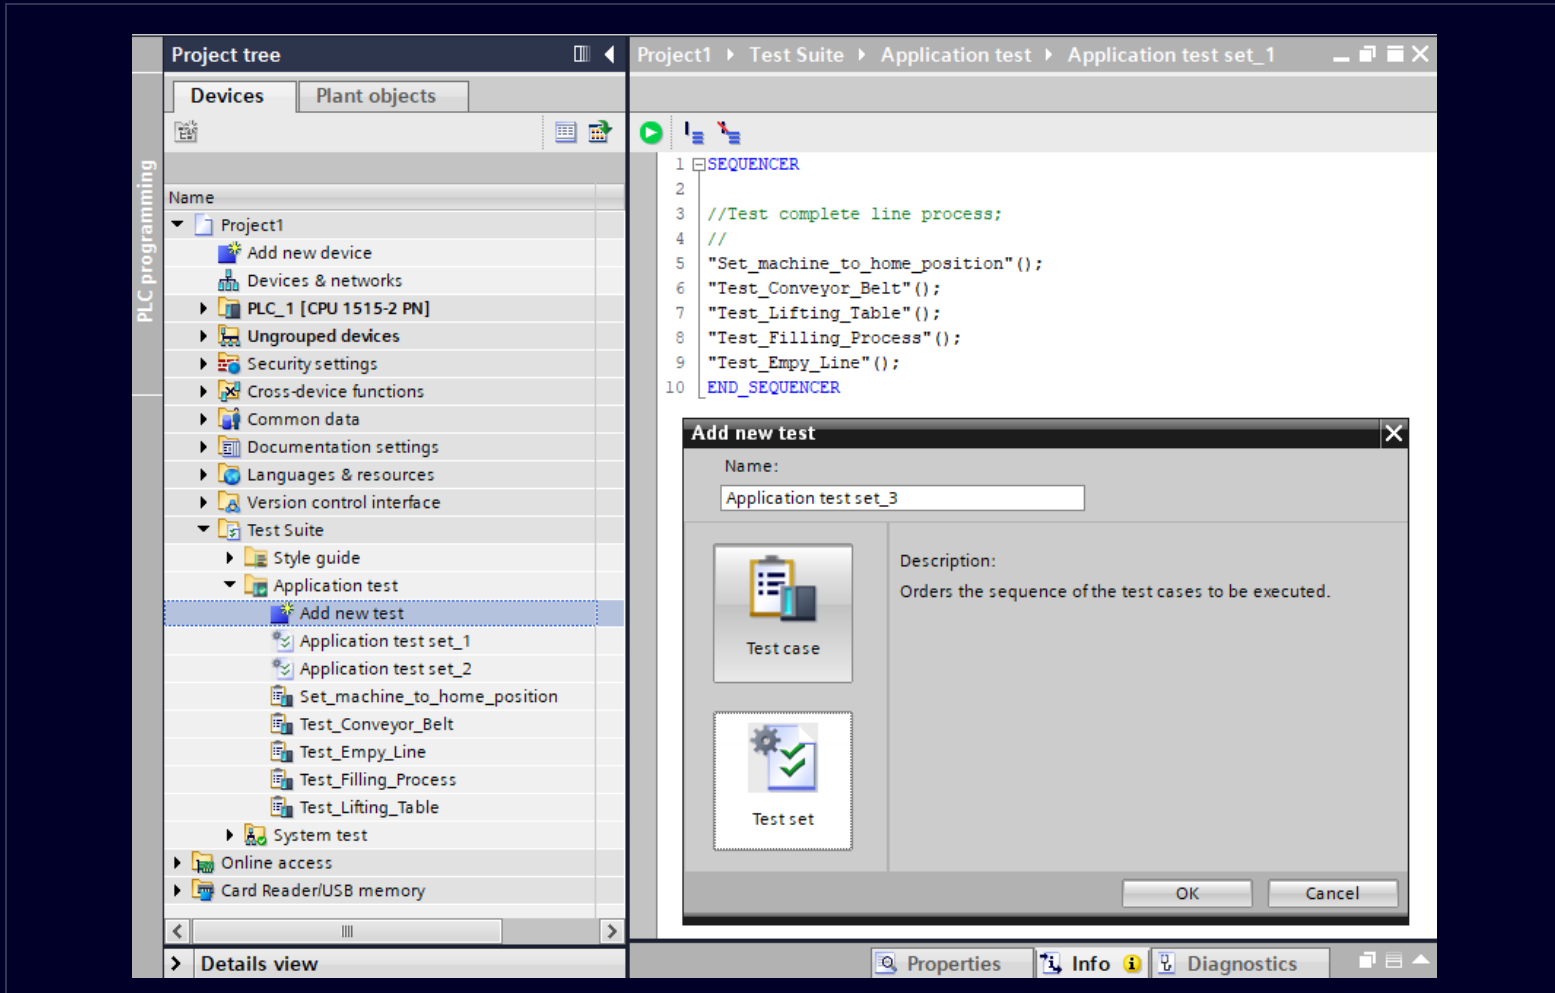 Project tree
Devices
Plant objects
PLC programming
Name
Project1
Add new device
Devices & networks
PLC_1 [CPU 1515-2 PN]
Ungrouped devices
Security settings
Cross-device functions
Common data
Documentation settings
Languages & resources
Version control interface
Test Suite
Style guide
Application test
Add new test
Application test set_1
Application test set_2
Set_machine_to_home_position
Test_Conveyor_Belt
Test_Empy_Line
Test_Filling_Process
Test_Lifting_Table
System test
Online access
Card Reader/USB memory
Details view
Project1 Test Suite Application test Application test set_1
1 SEQUENCER
2
3 //Test complete line process;
4 //
5 "Set_machine_to_home_position"();
6 "Test_Conveyor_Belt"();
7 "Test_Lifting_Table"();
8 "Test_Filling_Process"();
9 "Test_Empy_Line"();
10 END_SEQUENCER
Add new test
Name:
Application test set_3
Test case
Test set
Description:
Orders the sequence of the test cases to be executed.
OK
Cancel
Properties
Info
Diagnostics